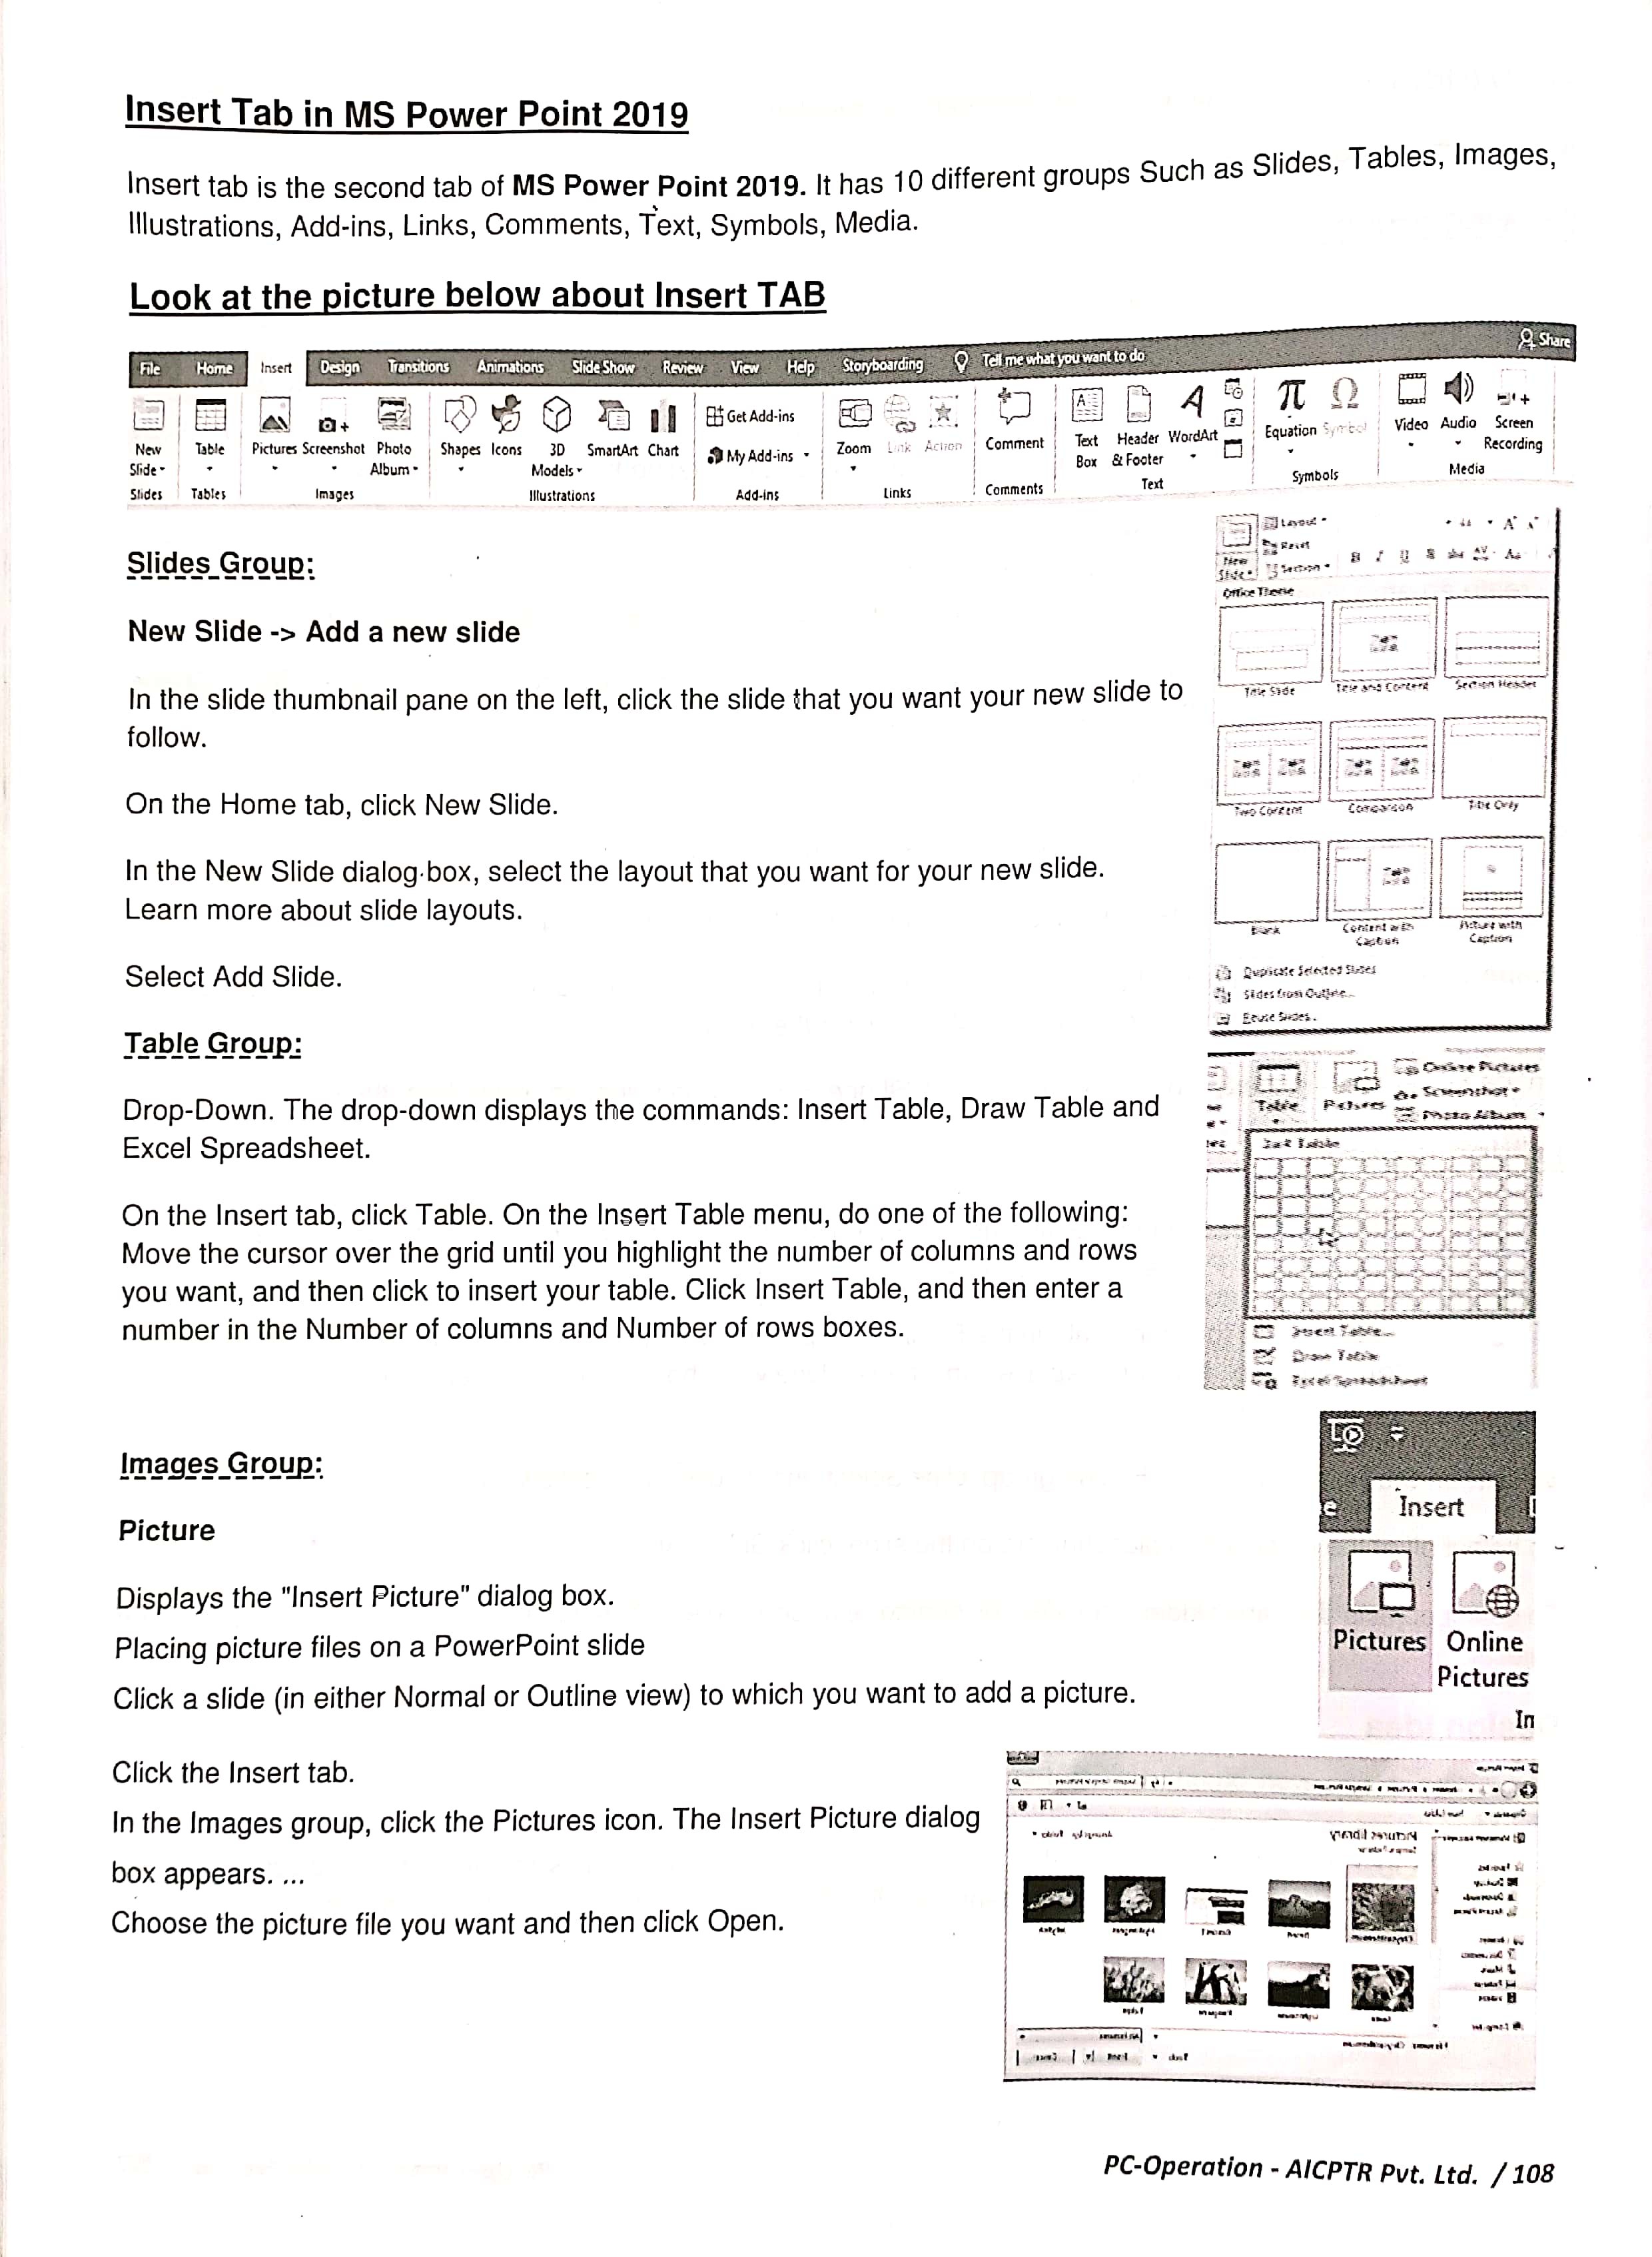 Insert Tab in MS Power Point 2019
Insert tab is the second tab of MS Power Point 2019. It has 10 different groups Such as Slides, Tables, Images,
Illustrations, Add-ins, Links, Comments, Text, Symbols, Media.
Look at the picture below about Insert TAB
File Home Insert Design Transitions Animations Slide Show Review View Help Storyboarding Tell me what you want to do Share
New Slide Table Pictures Screenshot Photo Album Shapes Icons 3D Models SmartArt Chart Get Add-ins My Add-ins Zoom Link Action Comment Text Box Header & Footer WordArt Equation Symbol Video Audio Screen Recording
Slides Tables Images Illustrations Add-ins Links Comments Text Symbols Media
Slides Group:
New Slide -> Add a new slide
In the slide thumbnail pane on the left, click the slide that you want your new slide to
follow.
On the Home tab, click New Slide.
In the New Slide dialog box, select the layout that you want for your new slide.
Learn more about slide layouts.
Select Add Slide.
Layout
Reset
New Slide Section
Office Theme
Title Slide Title and Content Section Header
Two Content Comparison Title Only
Blank Content with Caption Picture with Caption
Duplicate Selected Slides
Slides from Outline...
Reuse Slides...
Table Group:
Drop-Down. The drop-down displays the commands: Insert Table, Draw Table and
Excel Spreadsheet.
On the Insert tab, click Table. On the Insert Table menu, do one of the following:
Move the cursor over the grid until you highlight the number of columns and rows
you want, and then click to insert your table. Click Insert Table, and then enter a
number in the Number of columns and Number of rows boxes.
Table Pictures Online Pictures
Screenshot
Photo Album
Table
Insert Table...
Draw Table
Excel Spreadsheet
Images Group:
Picture
Displays the "Insert Picture" dialog box.
Placing picture files on a PowerPoint slide
Click a slide (in either Normal or Outline view) to which you want to add a picture.
Click the Insert tab.
In the Images group, click the Pictures icon. The Insert Picture dialog
box appears. ...
Choose the picture file you want and then click Open.
e Insert
Pictures Online
Pictures
In
Pictures library
PC-Operation - AICPTR Pvt. Ltd. / 108